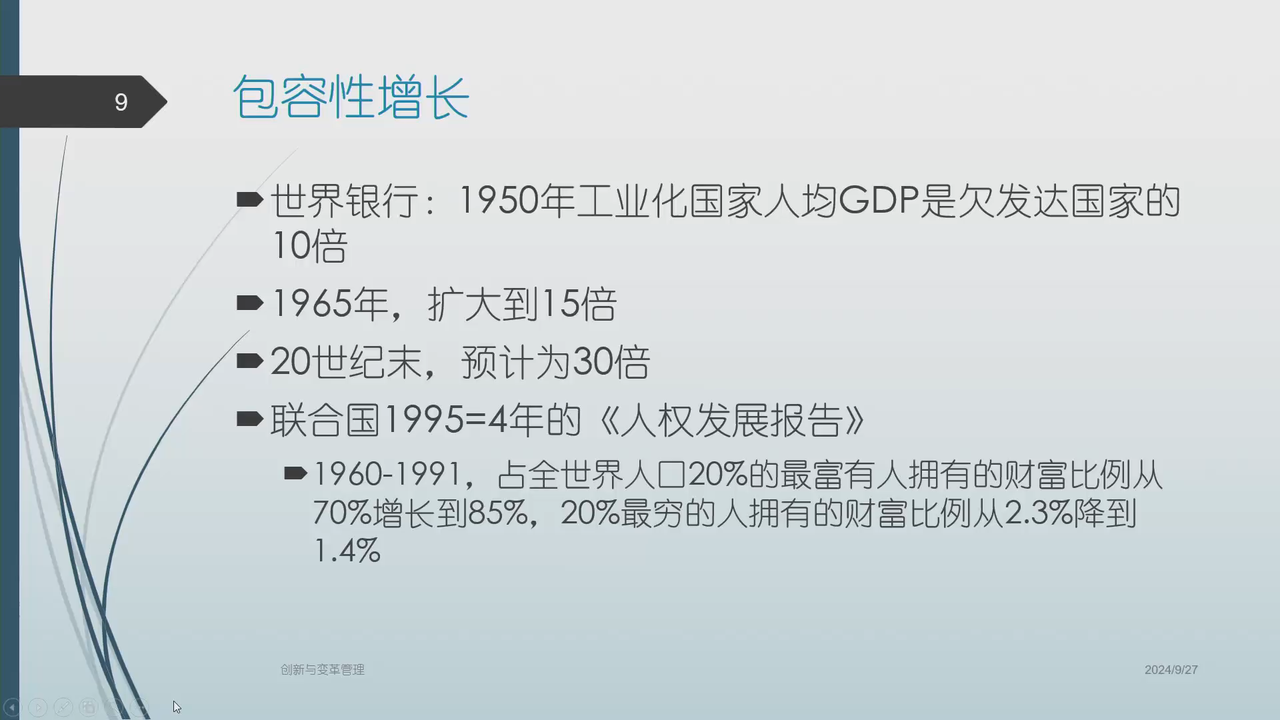 9
包容性增长
世界银行：1950年工业化国家人均GDP是欠发达国家的
10倍
1965年，扩大到15倍
20世纪末，预计为30倍
联合国1995=4年的《人权发展报告》
1960-1991，占全世界人口20%的最富有人拥有的财富比例从
70%增长到85%，20%最穷的人拥有的财富比例从2.3%降到
1.4%
创新与变革管理
2024/9/27